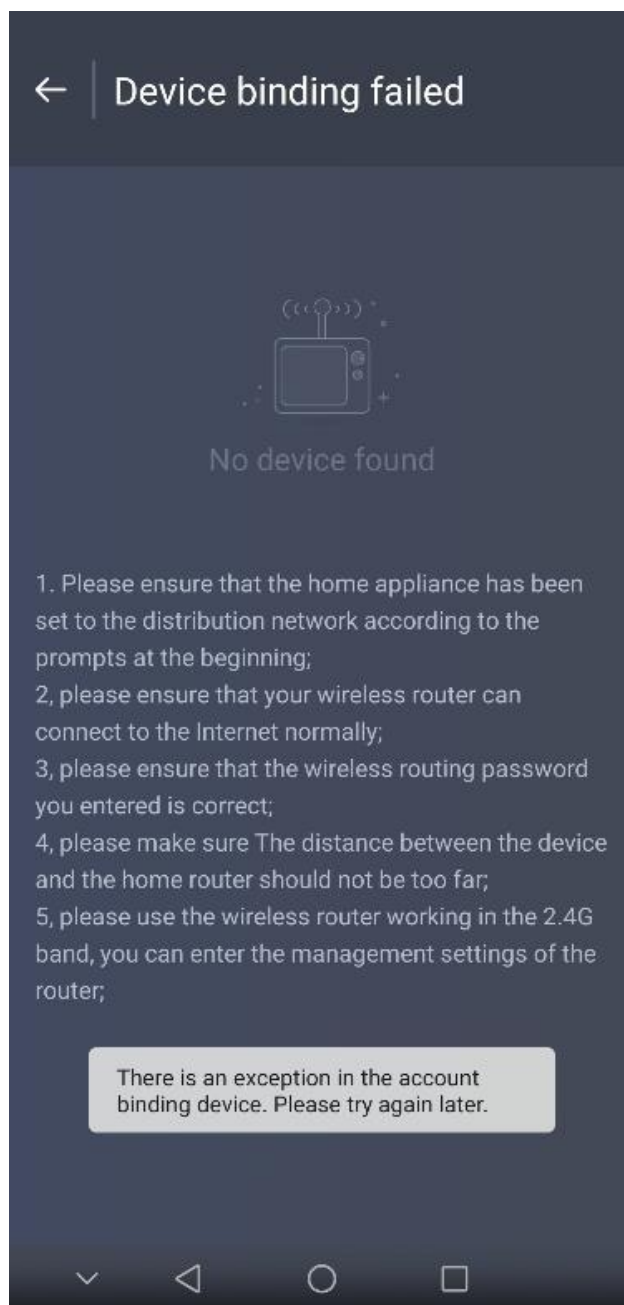 Device binding failed
No device found
1. Please ensure that the home appliance has been
set to the distribution network according to the
prompts at the beginning;
2, please ensure that your wireless router can
connect to the Internet normally;
3, please ensure that the wireless routing password
you entered is correct;
4, please make sure The distance between the device
and the home router should not be too far;
5, please use the wireless router working in the 2.4G
band, you can enter the management settings of the
router;
There is an exception in the account
binding device. Please try again later.